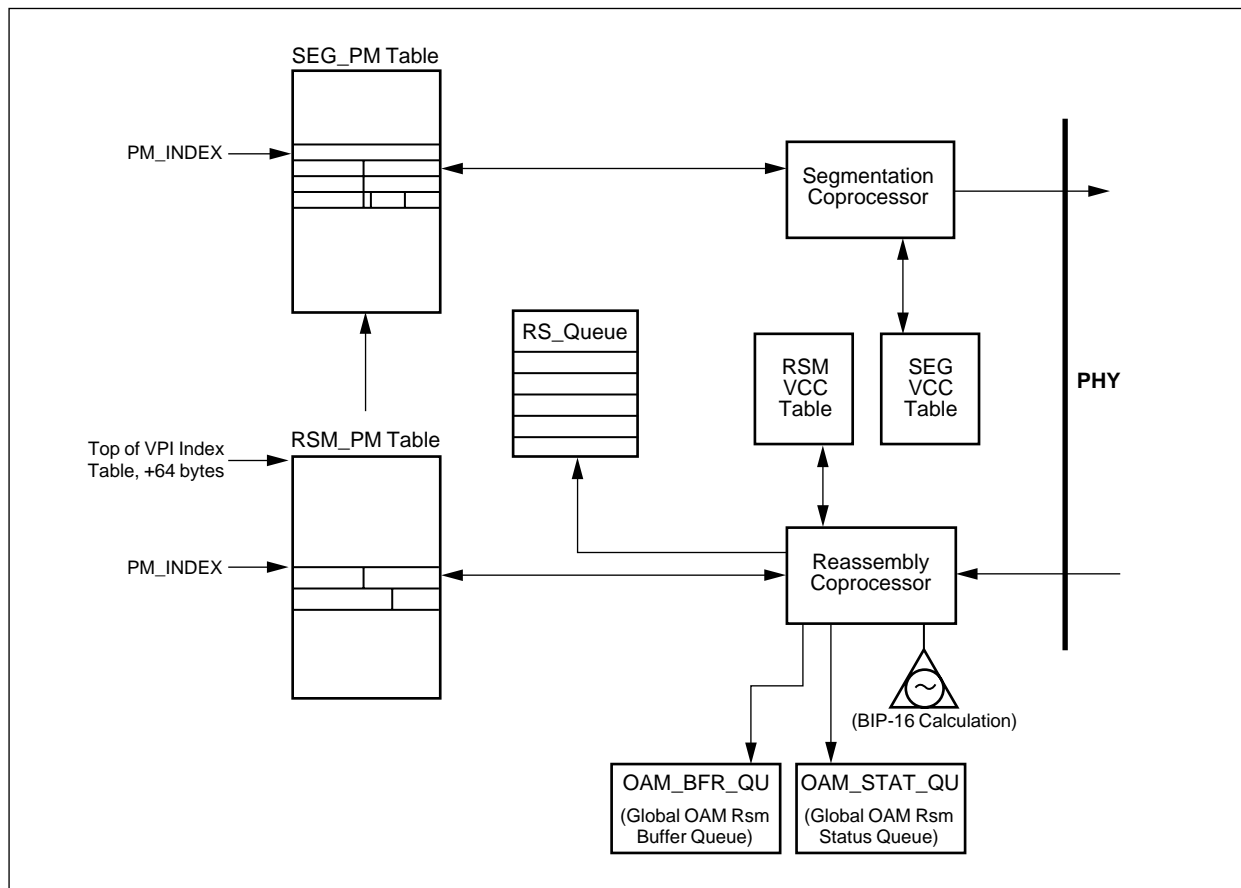 SEG_PM Table
PM_INDEX
Segmentation
Coprocessor
RS_Queue
RSM
VCC
Table
SEG
VCC
Table
PHY
RSM_PM Table
Top of VPI Index
Table, +64 bytes
PM_INDEX
Reassembly
Coprocessor
(BIP-16 Calculation)
OAM_BFR_QU
(Global OAM Rsm
Buffer Queue)
OAM_STAT_QU
(Global OAM Rsm
Status Queue)